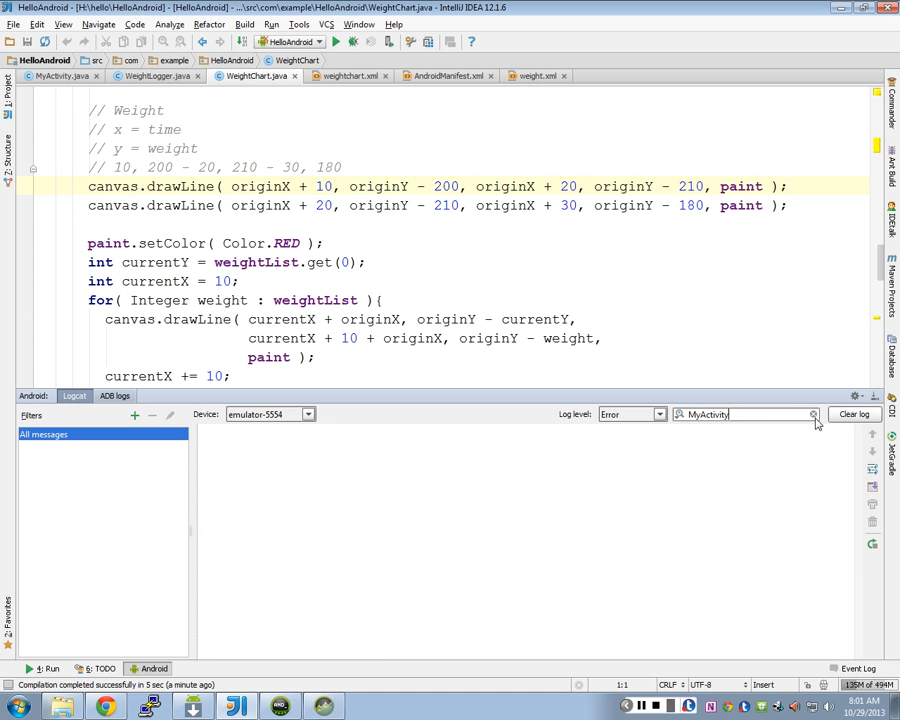 HelloAndroid - [H:\hello\HelloAndroid] - [HelloAndroid] - ...\src\com\example\HelloAndroid\WeightChart.java - IntelliJ IDEA 12.1.6
File Edit View Navigate Code Analyze Refactor Build Run Tools VCS Window Help
HelloAndroid
HelloAndroid src com example HelloAndroid WeightChart
MyActivity.java WeightLogger.java WeightChart.java weightchart.xml AndroidManifest.xml weight.xml
1: Project
7: Structure
2: Favorites
// Weight
// x = time
// y = weight
// 10, 200 - 20, 210 - 30, 180
canvas.drawLine( originX + 10, originY - 200, originX + 20, originY - 210, paint );
canvas.drawLine( originX + 20, originY - 210, originX + 30, originY - 180, paint );
paint.setColor( Color.RED );
int currentY = weightList.get(0);
int currentX = 10;
for( Integer weight : weightList ){
canvas.drawLine( currentX + originX, originY - currentY,
currentX + 10 + originX, originY - weight,
paint );
currentX += 10;
Commander
Ant Build
IDEtalk
Maven Projects
Database
CDI
JetGradle
Android: Logcat ADB logs
Filters
Device: emulator-5554 Log level: Error MyActivity Clear log
All messages
4: Run 6: TODO Android Event Log
Compilation completed successfully in 5 sec (a minute ago) 1:1 CRLF UTF-8 Insert 135M of 494M
8:01 AM
10/29/2013